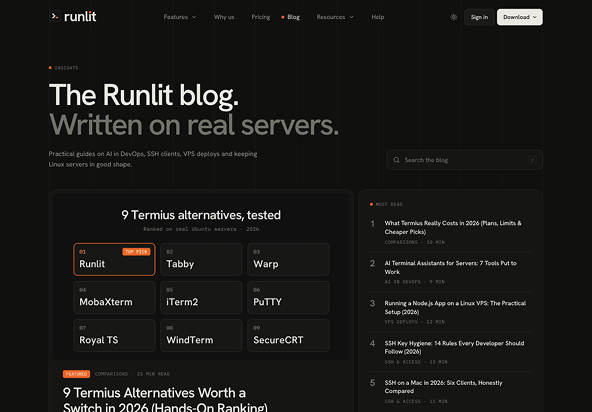 runlit
Features
Why us
Pricing
Blog
Resources
Help
Sign in
Download
INSIGHTS
The Runlit blog.
Written on real servers.
Practical guides on AI in DevOps, SSH clients, VPS deploys and keeping
Linux servers in good shape.
Search the blog
/
9 Termius alternatives, tested
Ranked on real Ubuntu servers · 2026
01
TOP PICK
Runlit
02
Tabby
03
Warp
04
MobaXterm
05
iTerm2
06
PuTTY
07
Royal TS
08
WindTerm
09
SecureCRT
FEATURED
COMPARISONS · 25 MIN READ
9 Termius Alternatives Worth a
Switch in 2026 (Hands-On Ranking)
MOST READ
1
What Termius Really Costs in 2026 (Plans, Limits &
Cheaper Picks)
COMPARISONS · 10 MIN
2
AI Terminal Assistants for Servers: 7 Tools Put to
Work
AI IN DEVOPS · 9 MIN
3
Running a Node.js App on a Linux VPS: The Practical
Setup (2026)
VPS DEPLOYS · 12 MIN
4
SSH Key Hygiene: 14 Rules Every Developer Should
Follow (2026)
SSH & ACCESS · 15 MIN
5
SSH on a Mac in 2026: Six Clients, Honestly
Compared
SSH & ACCESS · 11 MIN